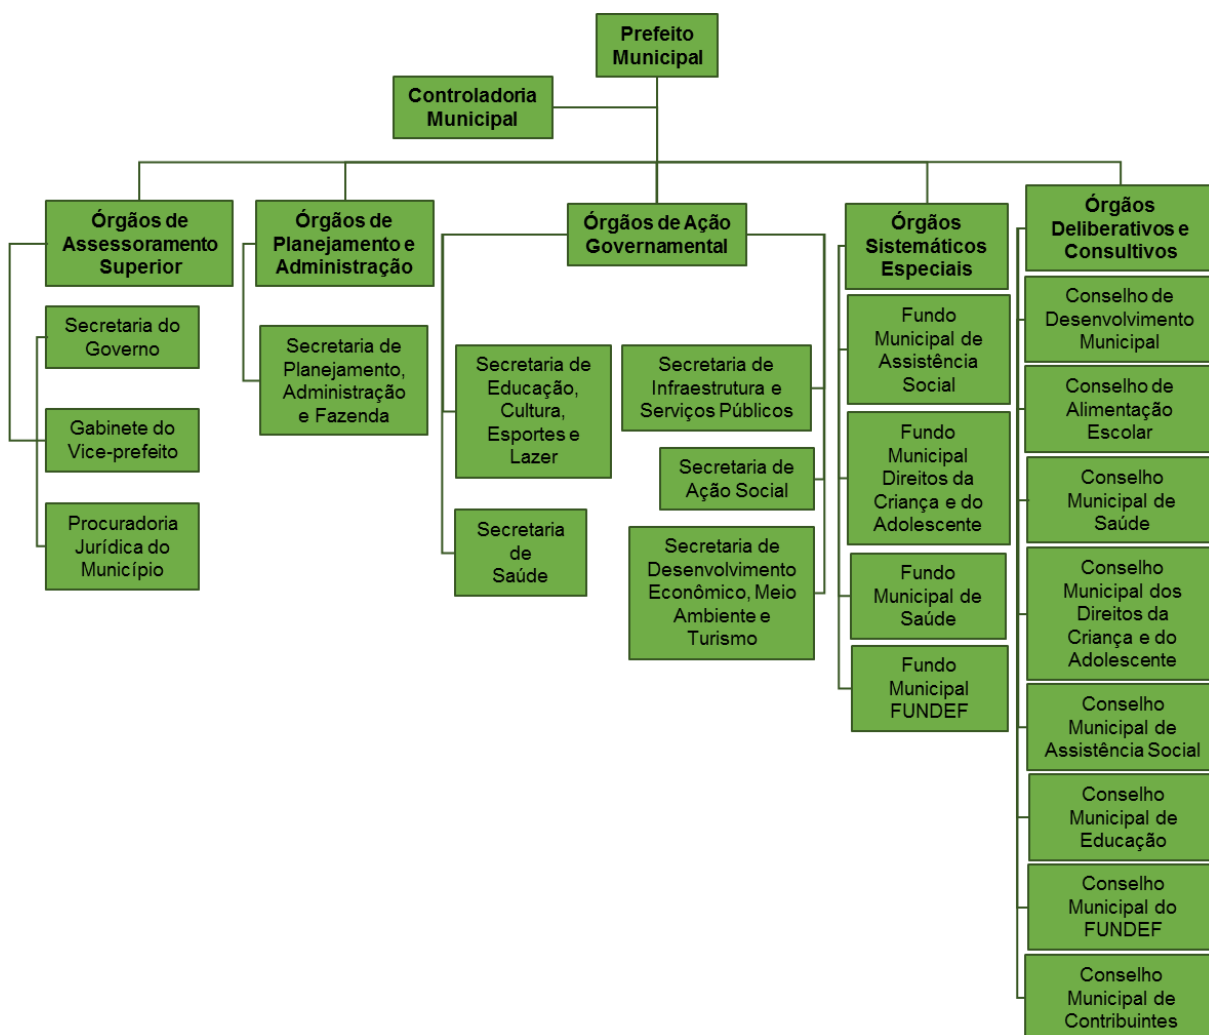 Prefeito
Municipal
Controladoria
Municipal
Órgãos de
Assessoramento
Superior
Secretaria do
Governo
Gabinete do
Vice-prefeito
Procuradoria
Jurídica do
Município
Órgãos de
Planejamento e
Administração
Secretaria de
Planejamento,
Administração
e Fazenda
Órgãos de Ação
Governamental
Secretaria de
Educação,
Cultura,
Esportes e
Lazer
Secretaria
de
Saúde
Secretaria de
Infraestrutura e
Serviços Públicos
Secretaria de
Ação Social
Secretaria de
Desenvolvimento
Econômico, Meio
Ambiente e
Turismo
Órgãos
Sistemáticos
Especiais
Fundo
Municipal de
Assistência
Social
Fundo
Municipal
Direitos da
Criança e do
Adolescente
Fundo
Municipal de
Saúde
Fundo
Municipal
FUNDEF
Órgãos
Deliberativos e
Consultivos
Conselho de
Desenvolvimento
Municipal
Conselho de
Alimentação
Escolar
Conselho
Municipal de
Saúde
Conselho
Municipal dos
Direitos da
Criança e do
Adolescente
Conselho
Municipal de
Assistência Social
Conselho
Municipal de
Educação
Conselho
Municipal do
FUNDEF
Conselho
Municipal de
Contribuintes